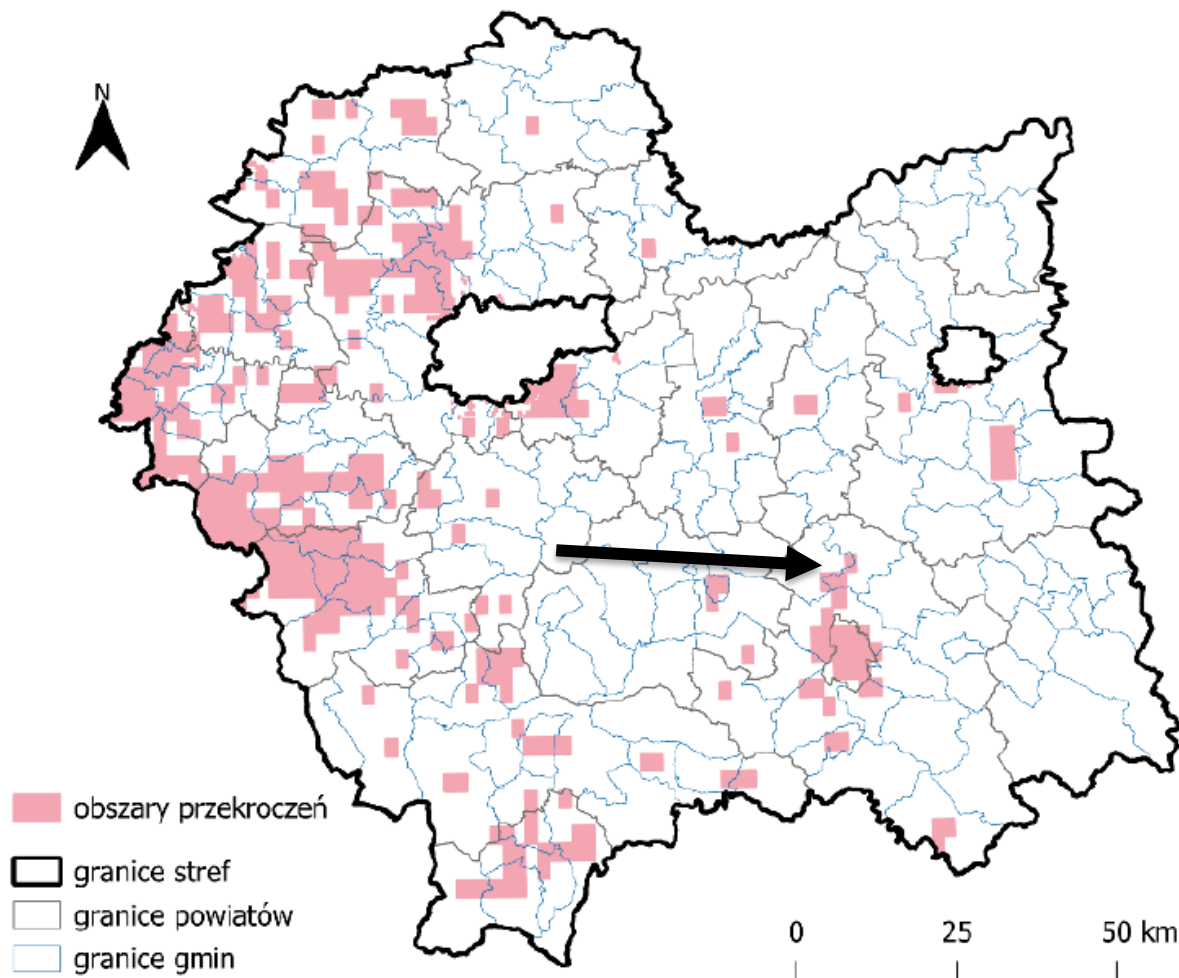 N
obszary przekroczeń
granice stref
granice powiatów
granice gmin
0 25 50 km